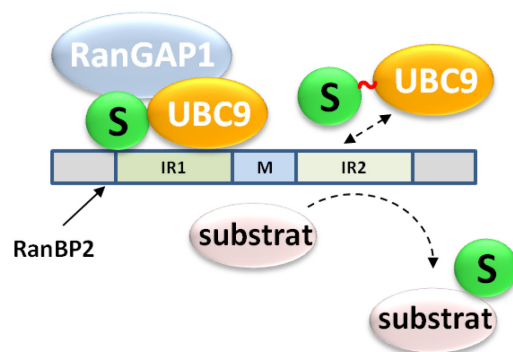 RanGAP1
S
UBC9
S
UBC9
IR1
M
IR2
RanBP2
substrat
S
substrat